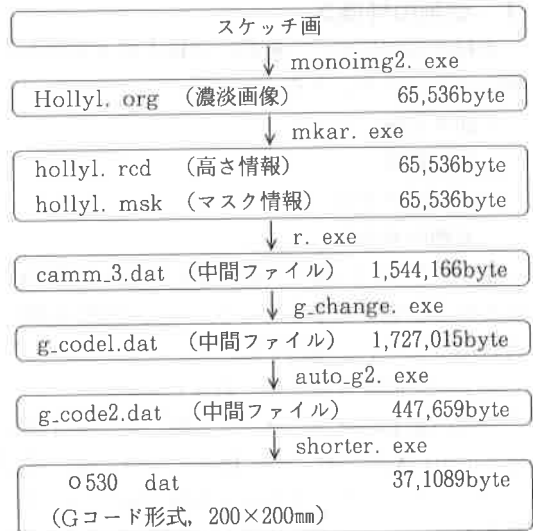 スケッチ画
monoimg2. exe
Hollyl. org （濃淡画像） 65,536byte
mkar. exe
hollyl. rcd （高さ情報） 65,536byte
hollyl. msk （マスク情報） 65,536byte
r. exe
camm_3.dat （中間ファイル） 1,544,166byte
g_change. exe
g_codel.dat （中間ファイル） 1,727,015byte
auto_g2. exe
g_code2.dat （中間ファイル） 447,659byte
shorter. exe
o530 dat 37,1089byte
（Gコード形式，200×200㎜）